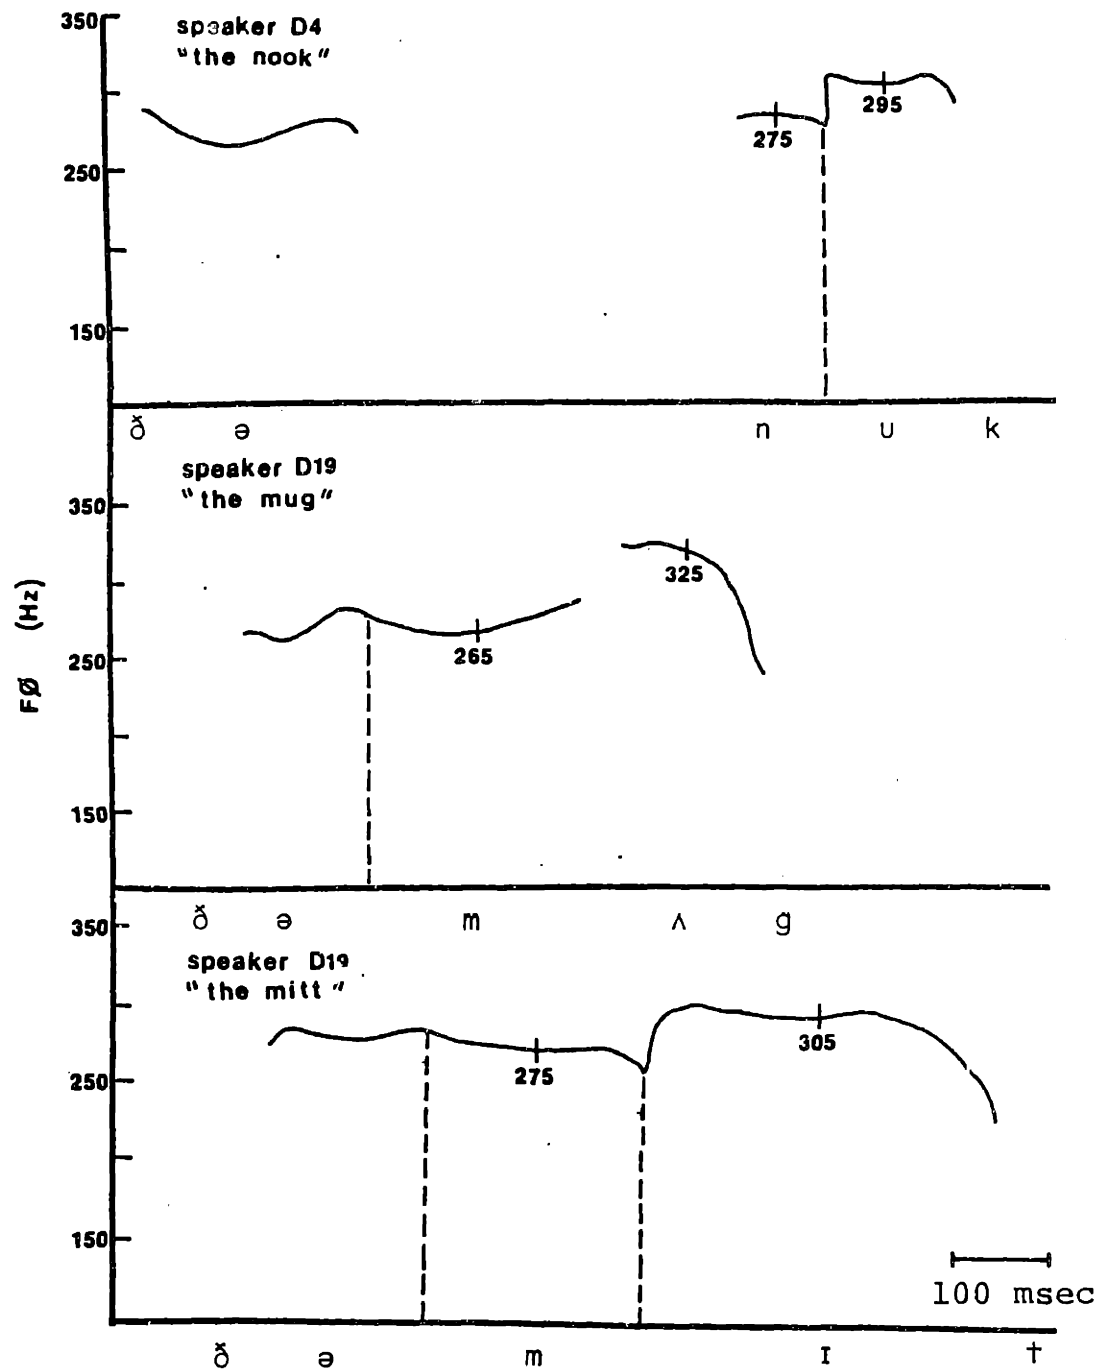 350
speaker D4
"the nook"
275
295
250
150
ð ə n u k
speaker D19
"the mug"
350
325
265
250
FØ (Hz)
150
ð ə m ʌ g
350
speaker D19
"the mitt"
305
275
250
150
100 msec
ð ə m ɪ t